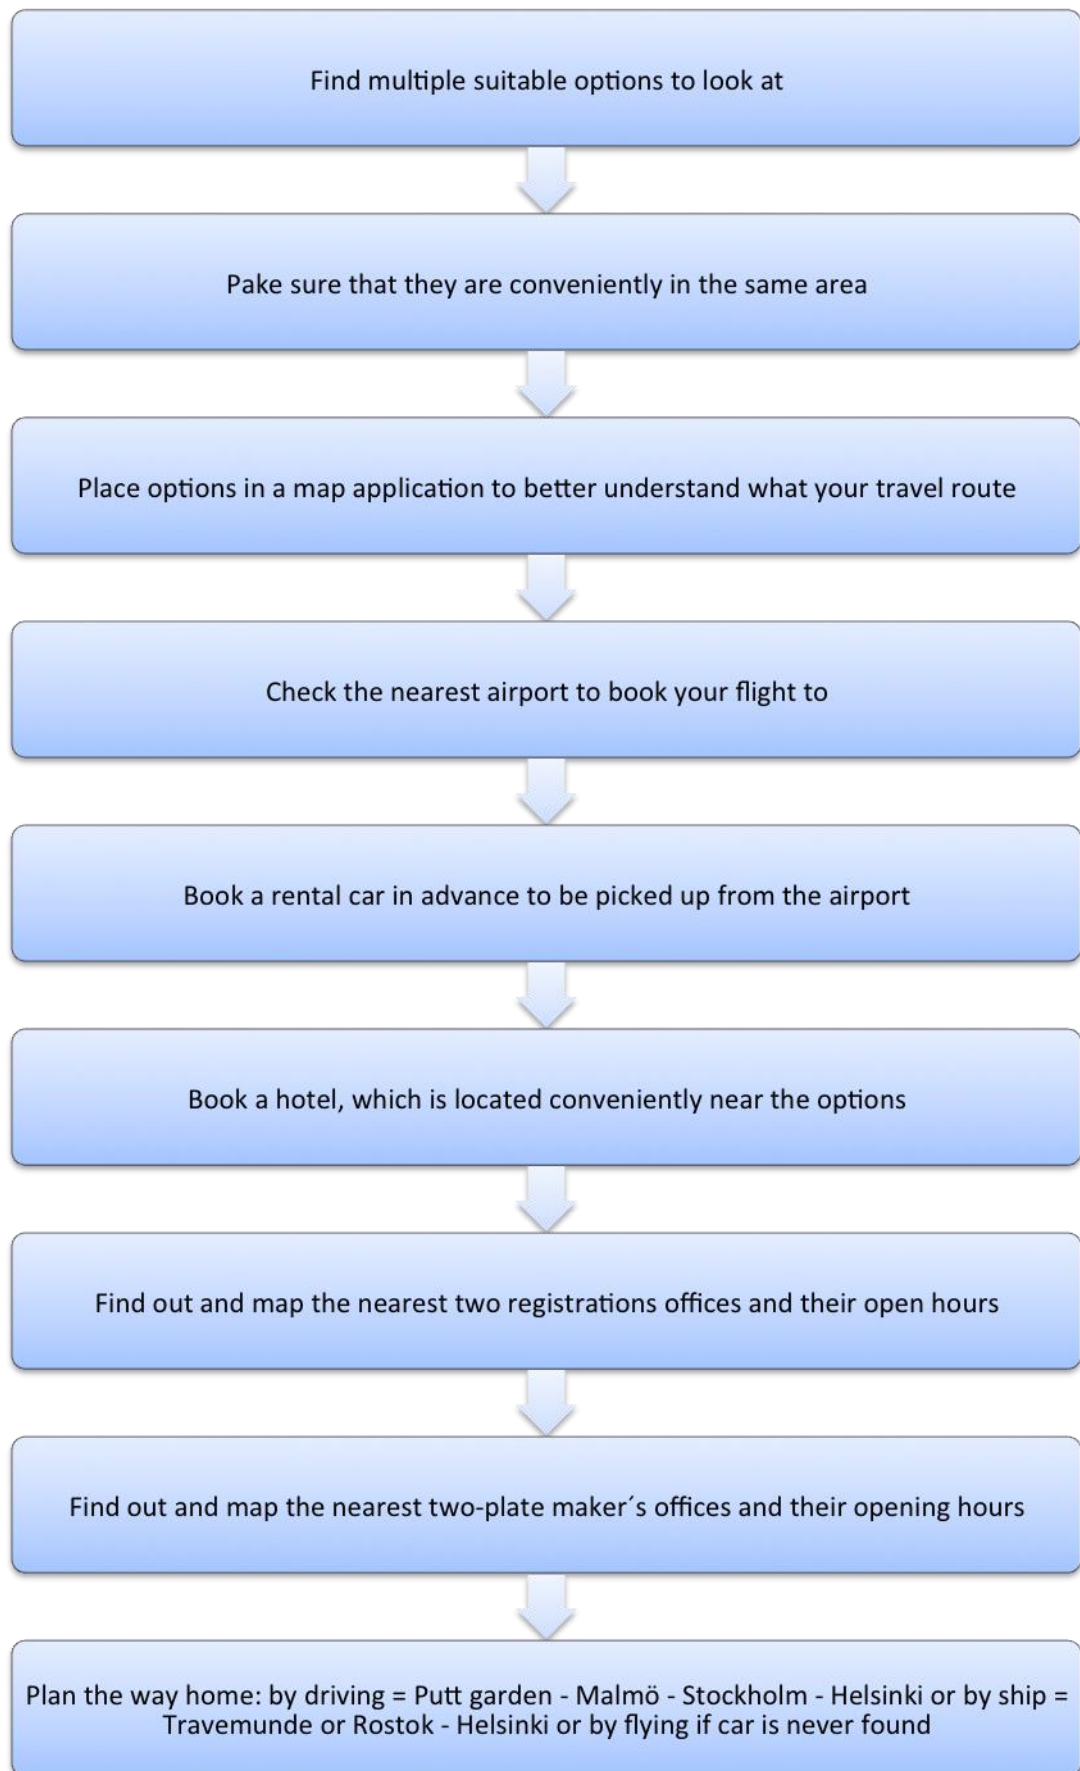 Find multiple suitable options to look at
Pake sure that they are conveniently in the same area
Place options in a map application to better understand what your travel route
Check the nearest airport to book your flight to
Book a rental car in advance to be picked up from the airport
Book a hotel, which is located conveniently near the options
Find out and map the nearest two registrations offices and their open hours
Find out and map the nearest two-plate maker´s offices and their opening hours
Plan the way home: by driving = Putt garden - Malmö - Stockholm - Helsinki or by ship =
Travemunde or Rostok - Helsinki or by flying if car is never found